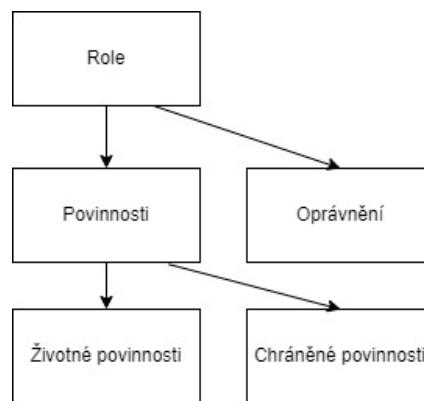 Role
Povinnosti
Oprávnění
Životné povinnosti
Chráněné povinnosti